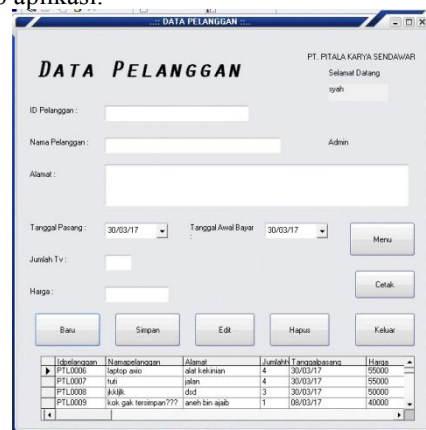 aplikasi.
..:: DATA PELANGGAN ::..
DATA PELANGGAN
PT. PITALA KARYA SENDAWAR
Selamat Datang
syah
ID Pelanggan :
Nama Pelanggan :
Admin
Alamat :
Tanggal Pasang : 30/03/17 Tanggal Awal Bayar : 30/03/17
Menu
Jumlah Tv :
Cetak
Harga :
Baru Simpan Edit Hapus Keluar
Idpelanggan Namapelanggan Alamat Jumlahtv Tanggalpasang Harga
PTL0006 laptop axio alat kekinian 4 30/03/17 55000
PTL0007 tuti jalan 4 30/03/17 55000
PTL0008 dsd 3 30/03/17 50000
PTL0009 kok gak tersimpan??? aneh bin ajaib 1 08/03/17 40000